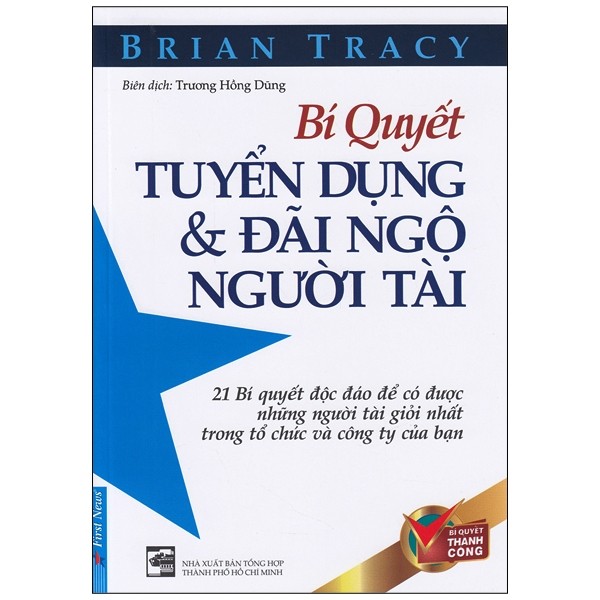 BRIAN TRACY
Biên dịch: Trương Hồng Dũng
Bí Quyết
TUYỂN DỤNG
& ĐÃI NGỘ
NGƯỜI TÀI
21 Bí quyết độc đáo để có được
những người tài giỏi nhất
trong tổ chức và công ty của bạn
First News
NHÀ XUẤT BẢN TỔNG HỢP
THÀNH PHỐ HỒ CHÍ MINH
BÍ QUYẾT
THÀNH
CÔNG